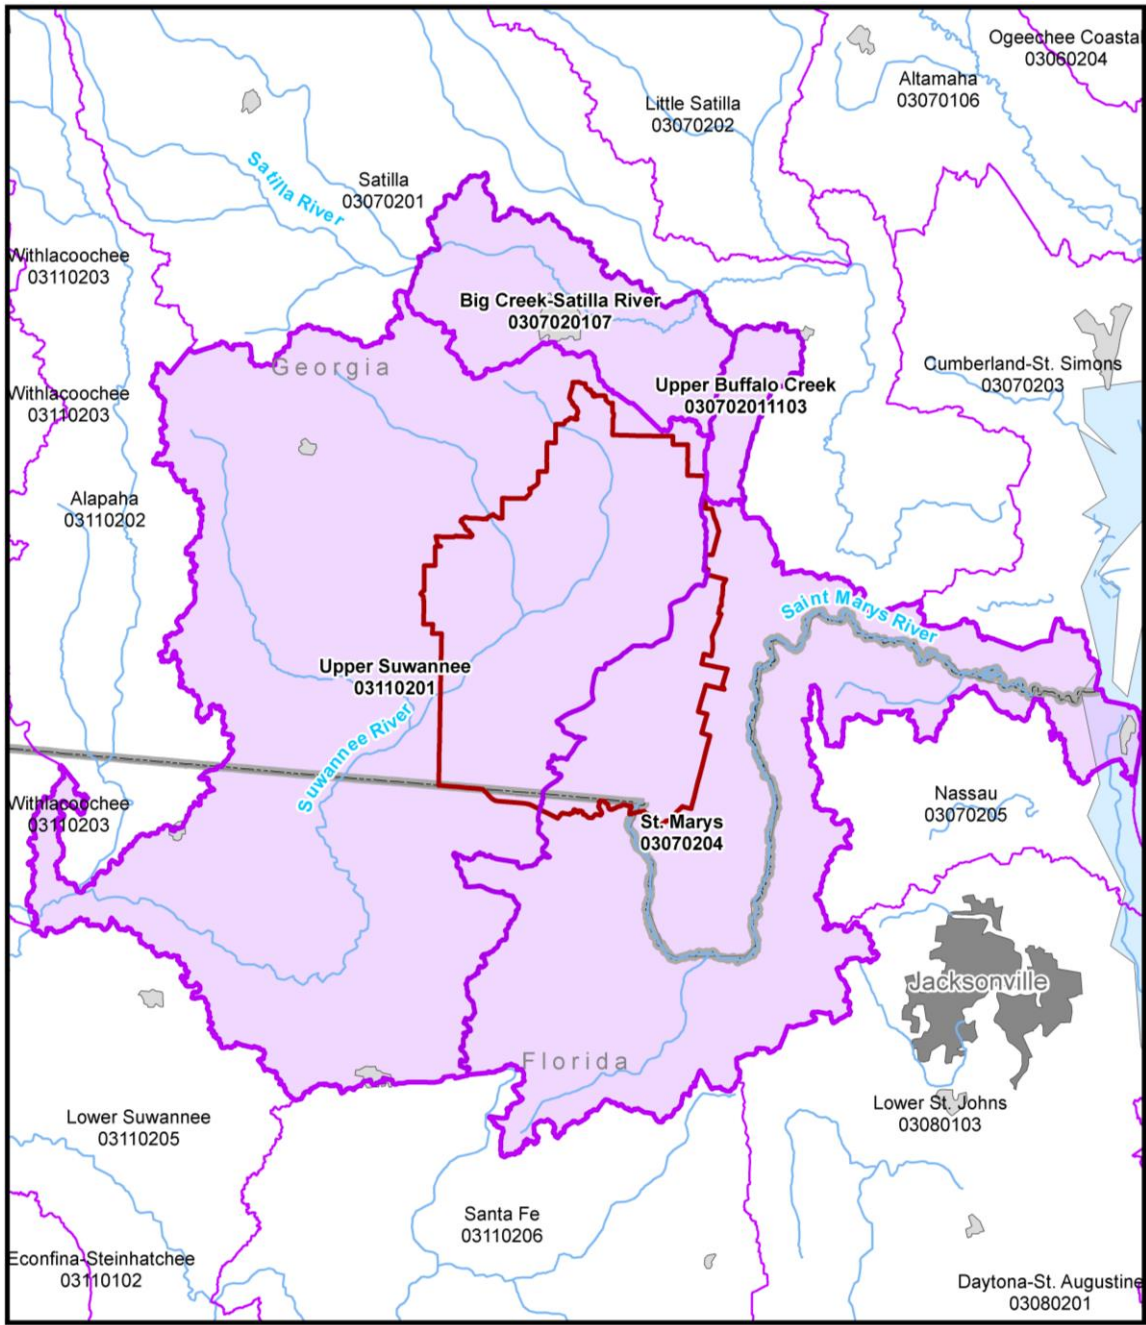 Ogeechee Coastal
03060204
Altamaha
03070106
Little Satilla
03070202
Satilla River
Satilla
03070201
Withlacoochee
03110203
Big Creek-Satilla River
0307020107
Georgia
Cumberland-St. Simons
03070203
Upper Buffalo Creek
030702011103
Withlacoochee
03110203
Alapaha
03110202
Saint Marys River
Upper Suwannee
03110201
Suwannee River
Withlacoochee
03110203
Nassau
03070205
St. Marys
03070204
Jacksonville
Florida
Lower Suwannee
03110205
Lower St. Johns
03080103
Santa Fe
03110206
Econfina-Steinhatchee
03110102
Daytona-St. Augustine
03080201